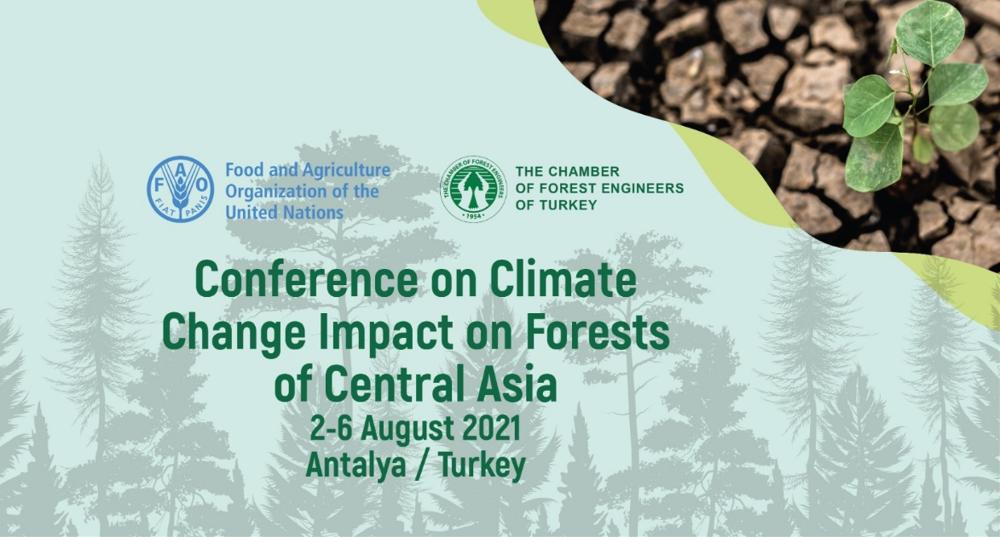 FAO
FIAT PANIS
Food and Agriculture
Organization of the
United Nations
THE CHAMBER OF FOREST ENGINEERS
• 1954 •
THE CHAMBER
OF FOREST ENGINEERS
OF TURKEY
Conference on Climate
Change Impact on Forests
of Central Asia
2-6 August 2021
Antalya / Turkey